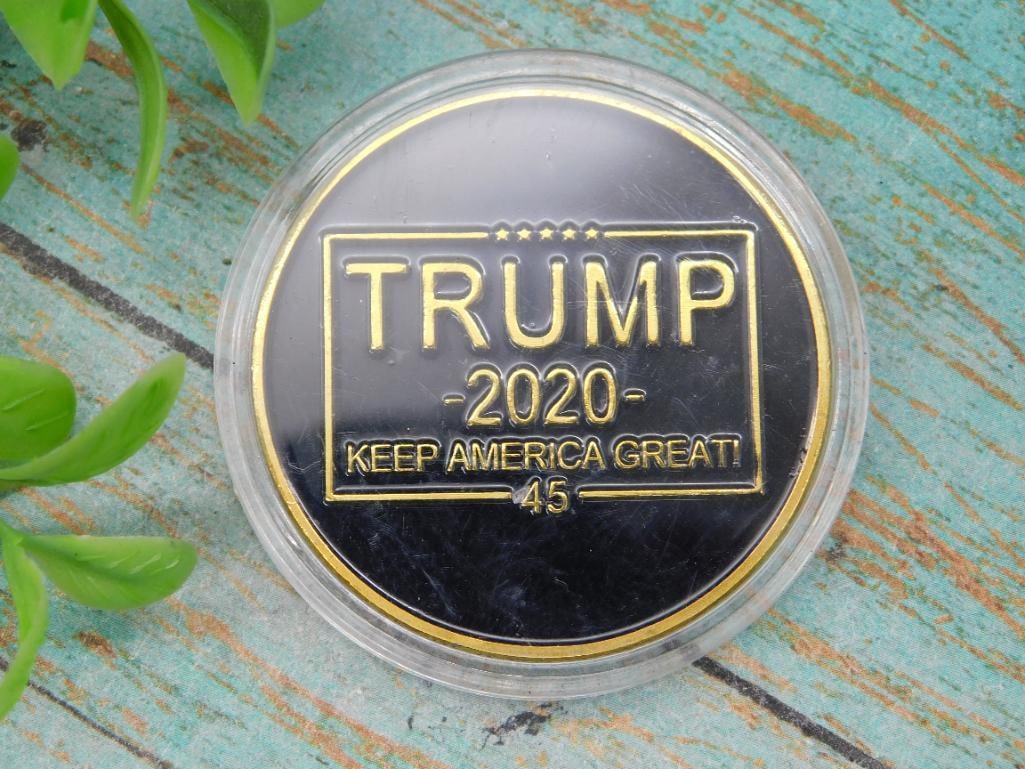 TRUMP
-2020-
KEEP AMERICA GREAT!
45